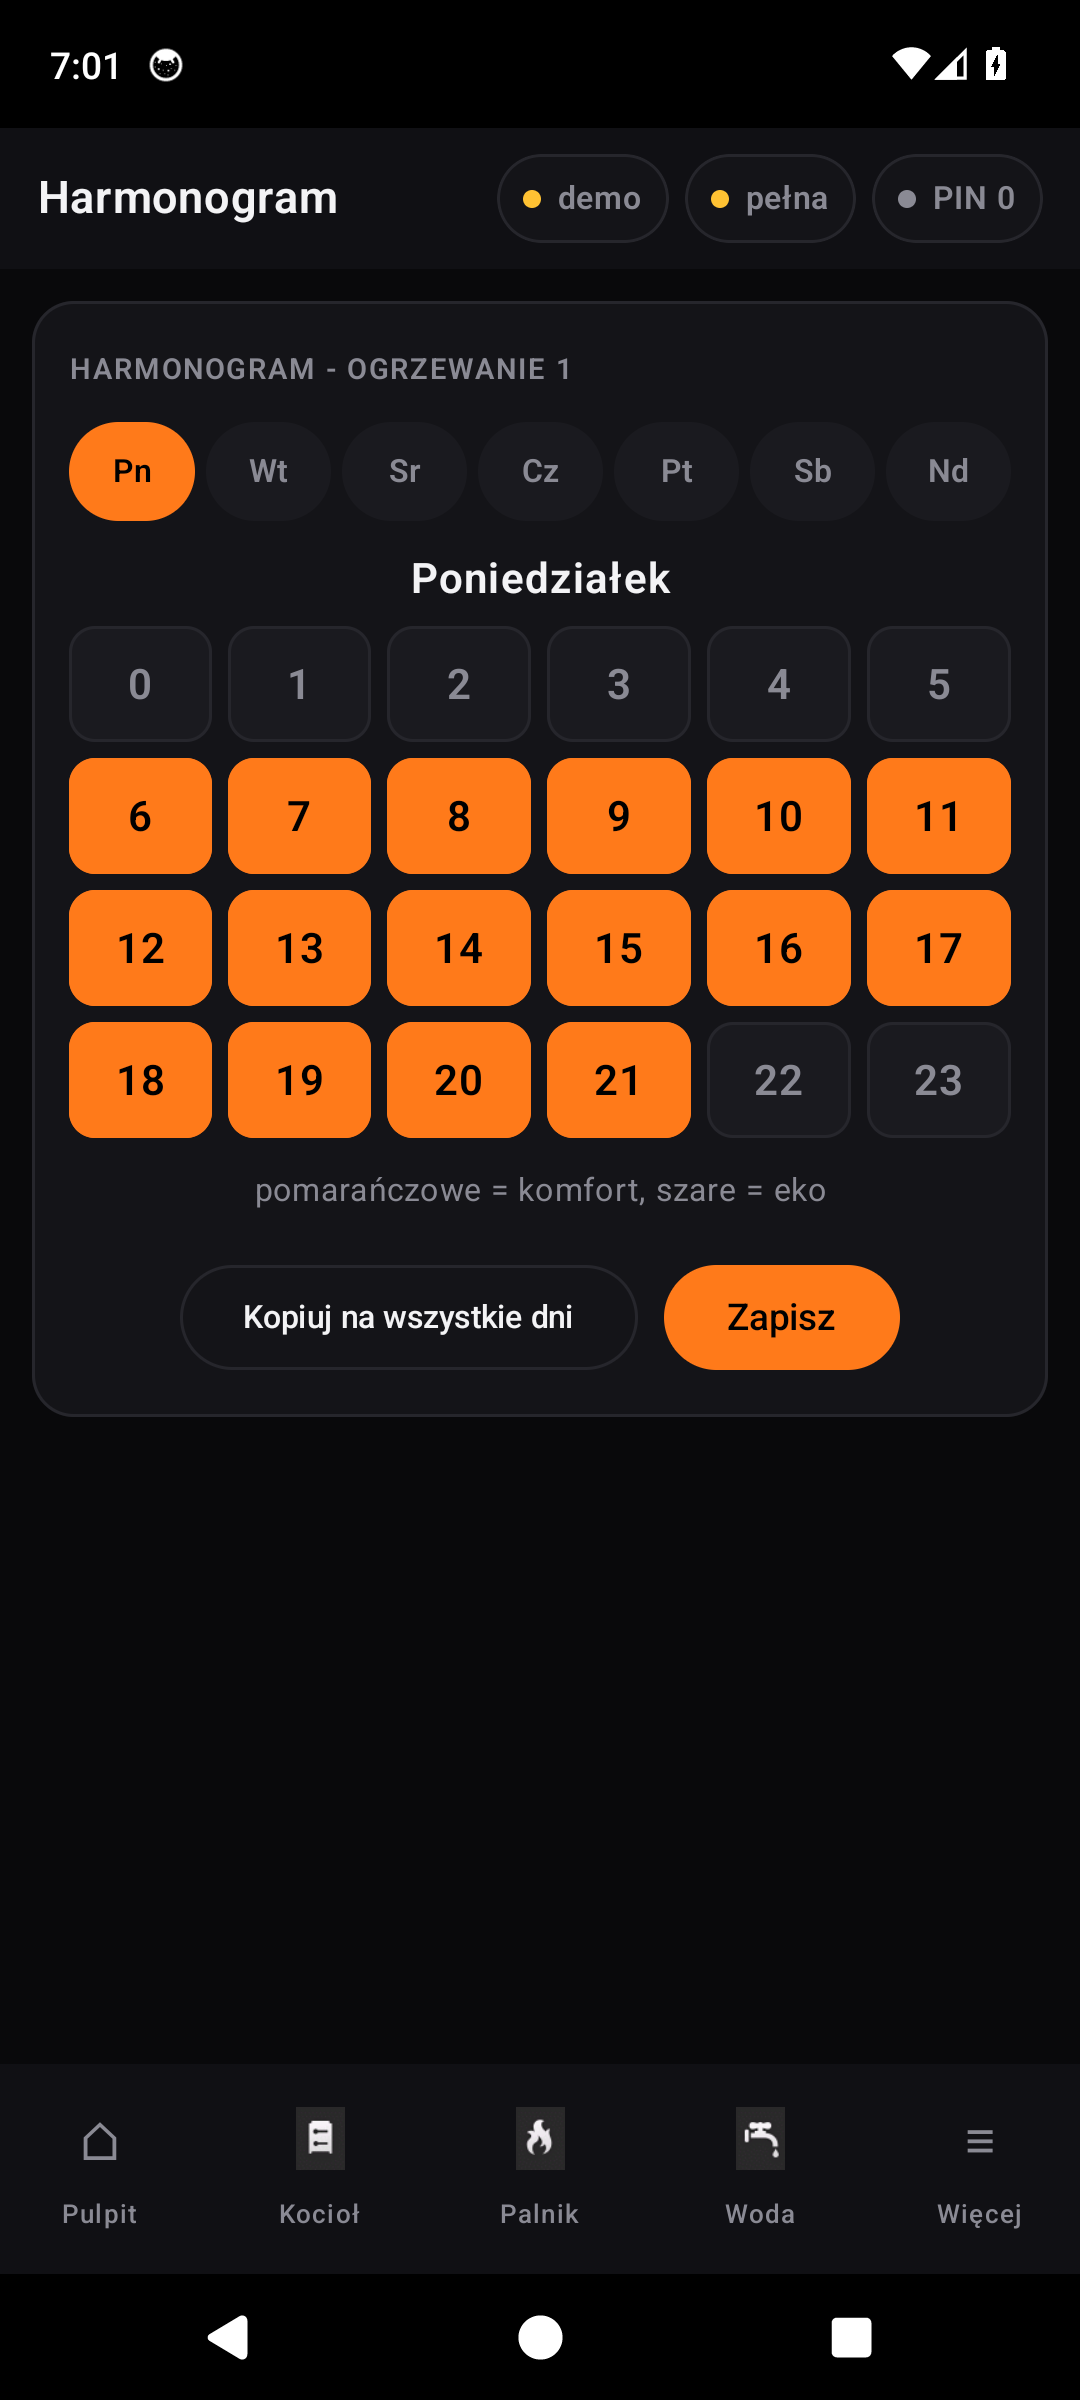 7:01
Harmonogram
demo
pełna
PIN 0
HARMONOGRAM - OGRZEWANIE 1
Pn Wt Sr Cz Pt Sb Nd
Poniedziałek
0 1 2 3 4 5
6 7 8 9 10 11
12 13 14 15 16 17
18 19 20 21 22 23
pomarańczowe = komfort, szare = eko
Kopiuj na wszystkie dni
Zapisz
Pulpit Kocioł Palnik Woda Więcej